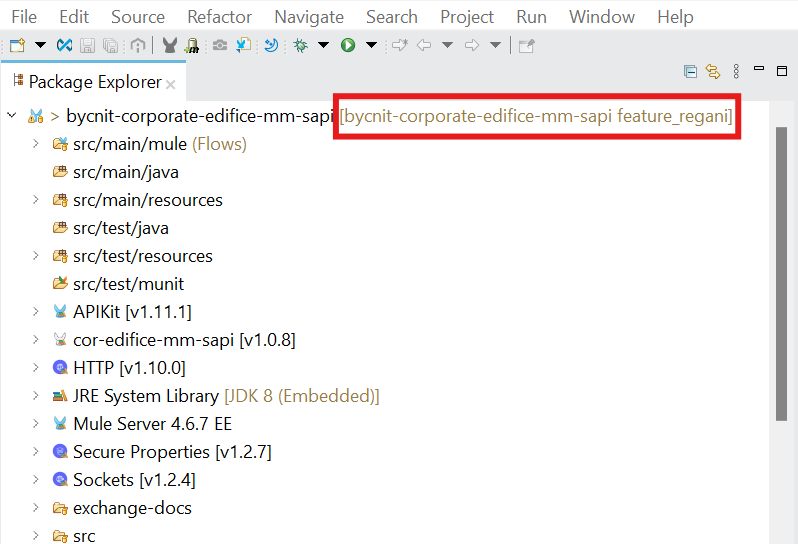 File Edit Source Refactor Navigate Search Project Run Window Help
Package Explorer
> bycnit-corporate-edifice-mm-sapi [bycnit-corporate-edifice-mm-sapi feature_regani]
src/main/mule (Flows)
src/main/java
src/main/resources
src/test/java
src/test/resources
src/test/munit
APIKit [v1.11.1]
cor-edifice-mm-sapi [v1.0.8]
HTTP [v1.10.0]
JRE System Library [JDK 8 (Embedded)]
Mule Server 4.6.7 EE
Secure Properties [v1.2.7]
Sockets [v1.2.4]
exchange-docs
src